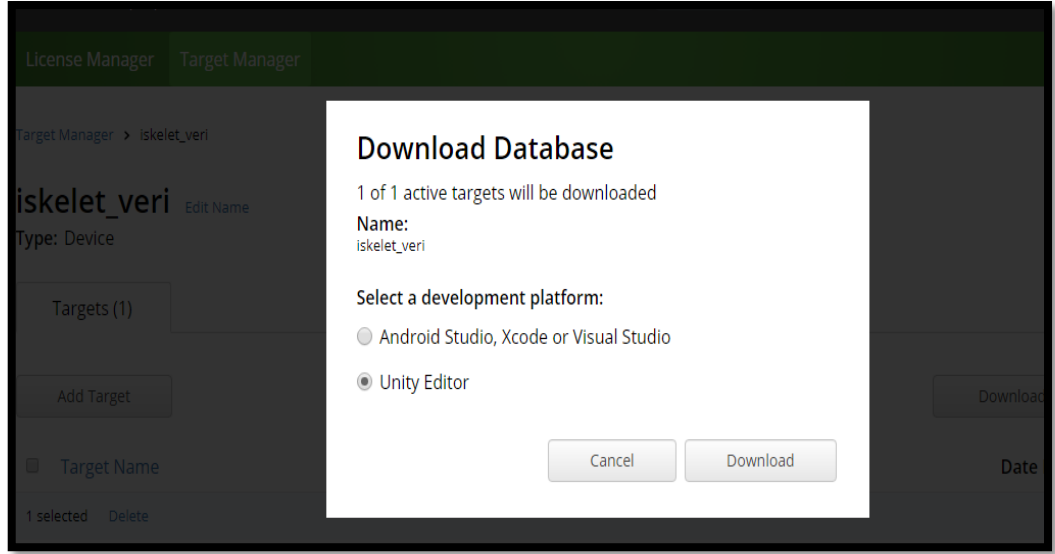 License Manager Target Manager
Target Manager > iskelet_veri
iskelet_veri Edit Name
Type: Device
Targets (1)
Add Target
Download
Target Name
Date
1 selected Delete
Download Database
1 of 1 active targets will be downloaded
Name:
iskelet_veri
Select a development platform:
Android Studio, Xcode or Visual Studio
Unity Editor
Cancel Download